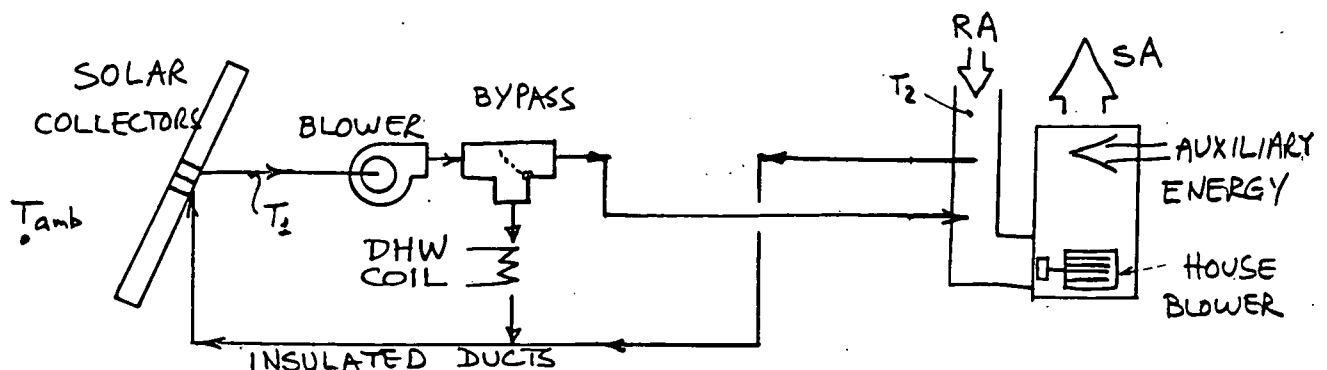 SOLAR
COLLECTORS
Tamb
T1
BLOWER
BYPASS
DHW
COIL
INSULATED DUCTS
RA
T2
SA
AUXILIARY
ENERGY
HOUSE
BLOWER